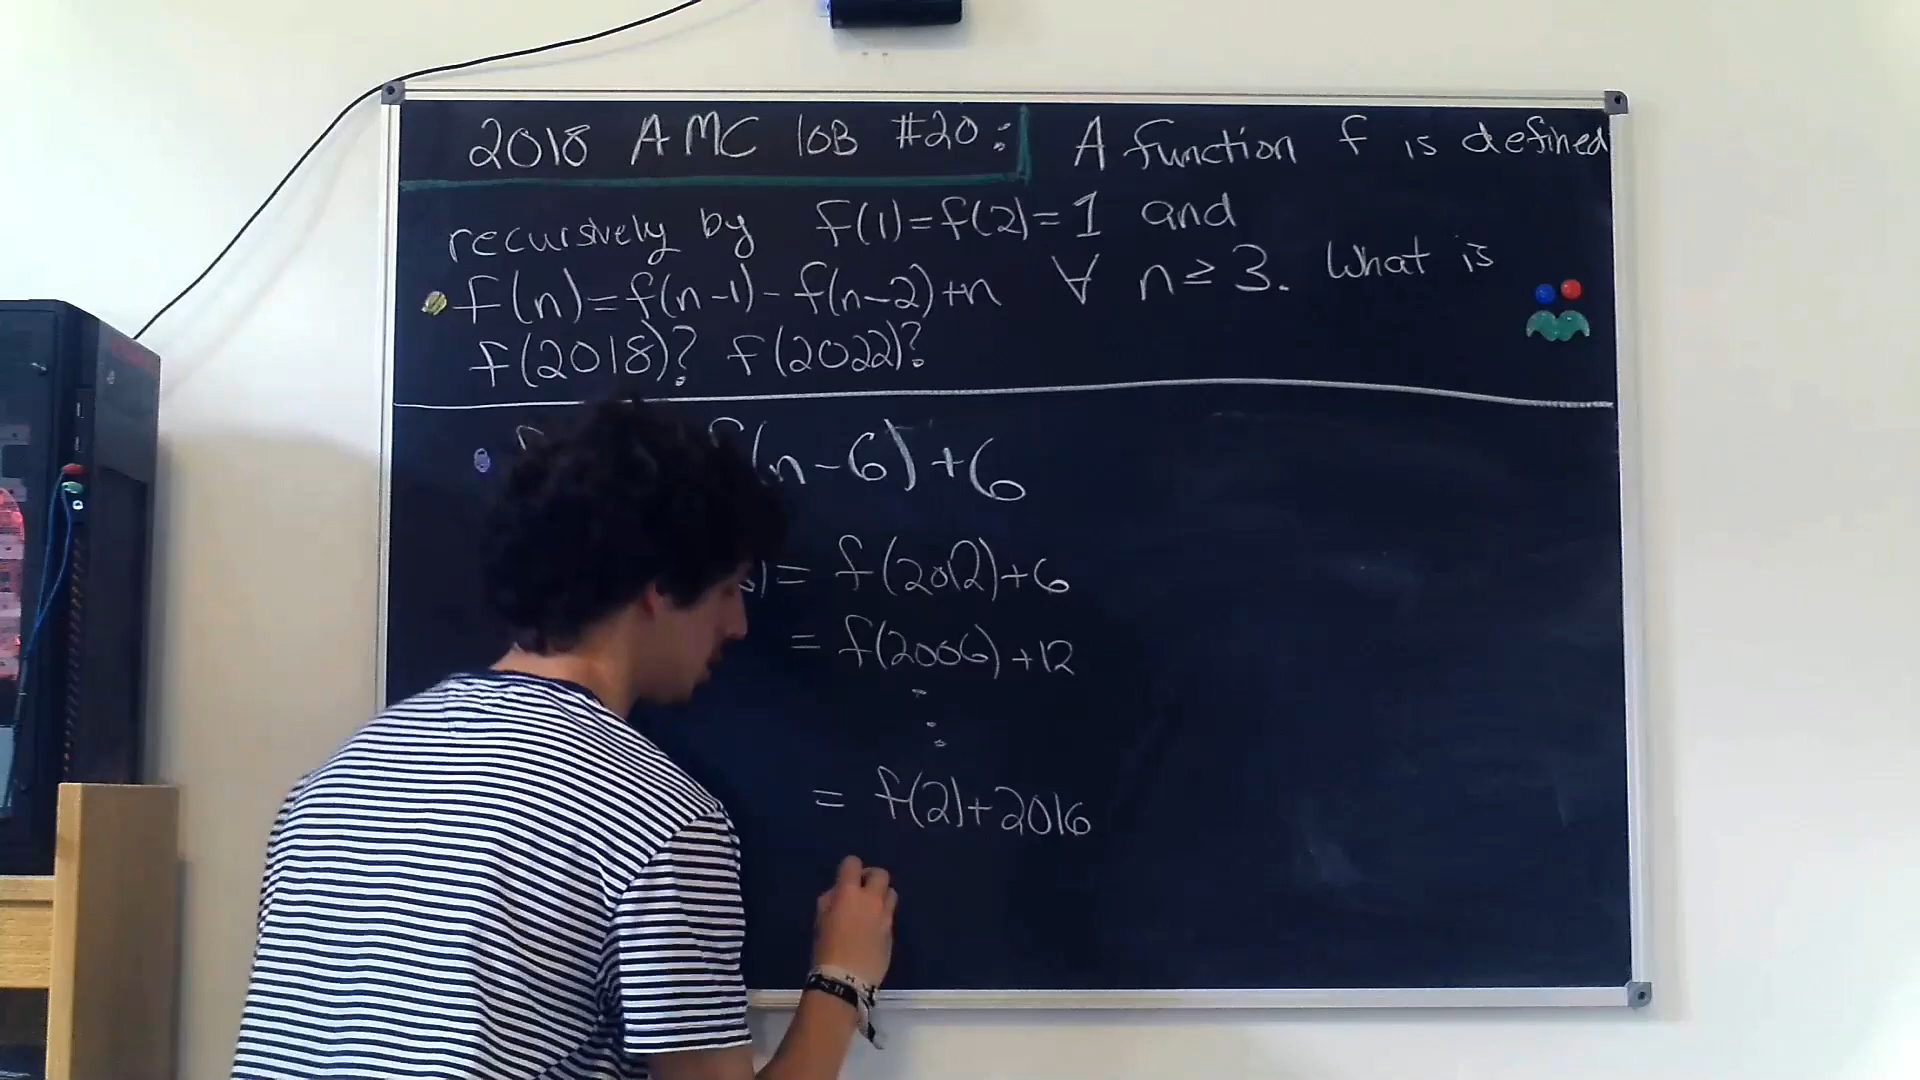 2018 AMC 10B #20: A function f is defined
recursively by f(1)=f(2)=1 and
f(n)=f(n-1)-f(n-2)+n ∀ n≥3. What is
f(2018)? f(2022)?
f(n-6)+6
= f(2012)+6
= f(2006)+12
= f(2)+2016